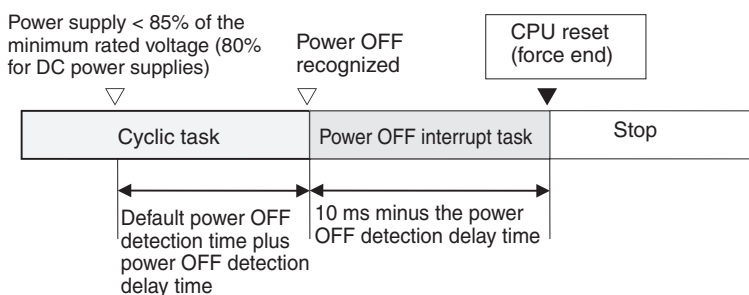 Power supply < 85% of the
minimum rated voltage (80%
for DC power supplies)
Power OFF
recognized
CPU reset
(force end)
Cyclic task
Power OFF interrupt task
Stop
Default power OFF
detection time plus
power OFF detection
delay time
10 ms minus the power
OFF detection delay time